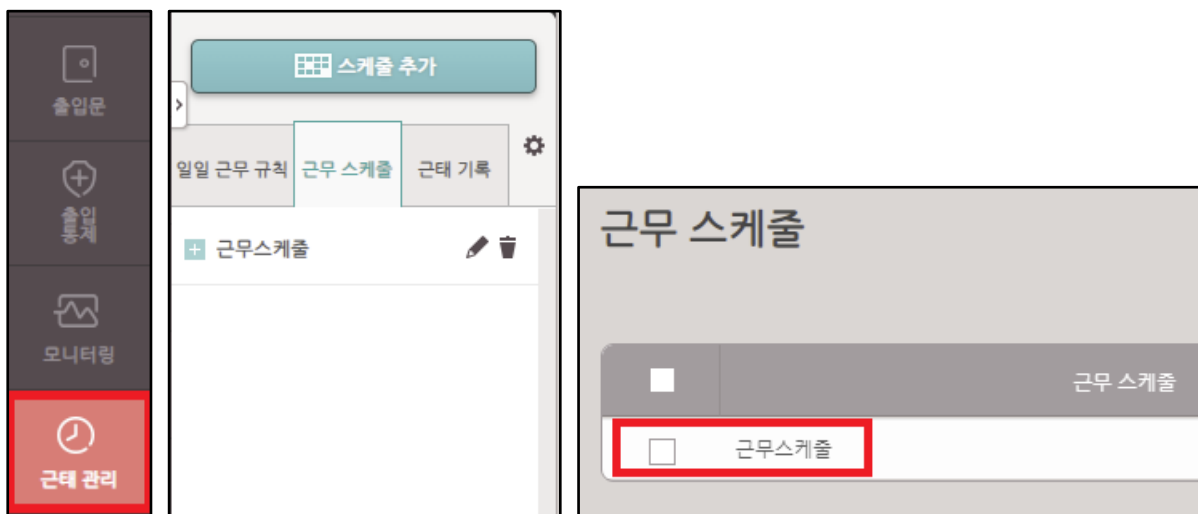 출입문
출입
통제
모니터링
근태 관리
스케줄 추가
일일 근무 규칙
근무 스케줄
근태 기록
근무스케줄
근무 스케줄
근무 스케줄
근무스케줄